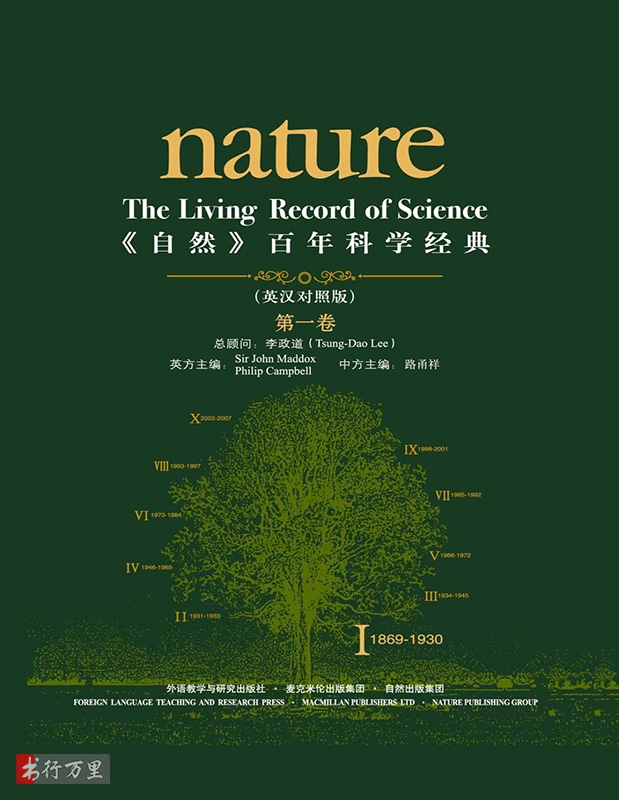 nature
The Living Record of Science
《自然》百年科学经典
（英汉对照版）
第一卷
总顾问：李政道（Tsung-Dao Lee）
英方主编：Sir John Maddox
Philip Campbell
中方主编：路甬祥
X 2002-2007
IX 1998-2001
VIII 1993-1997
VII 1985-1992
VI 1973-1984
V 1966-1972
IV 1946-1965
III 1934-1945
II 1931-1933
I 1869-1930
外语教学与研究出版社 · 麦克米伦出版集团 · 自然出版集团
FOREIGN LANGUAGE TEACHING AND RESEARCH PRESS · MACMILLAN PUBLISHERS LTD · NATURE PUBLISHING GROUP
书行万里